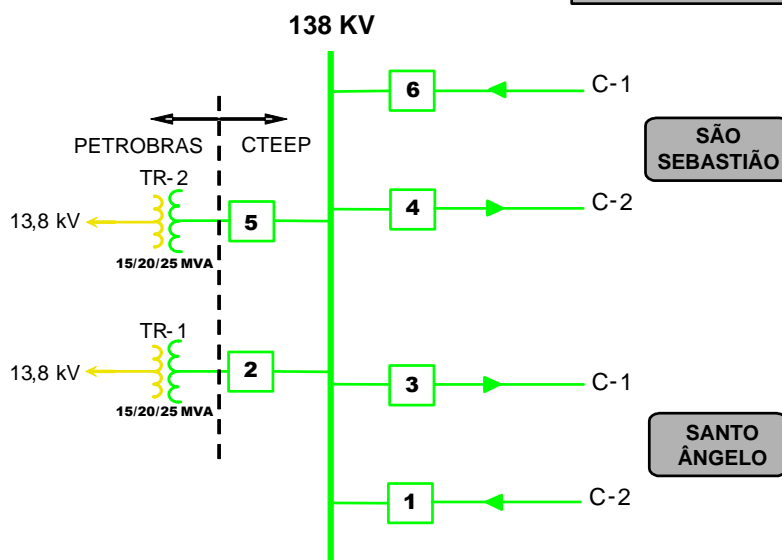 138 KV
6
C-1
PETROBRAS
CTEEP
SÃO
SEBASTIÃO
TR-2
13,8 kV
5
4
C-2
15/20/25 MVA
TR-1
13,8 kV
2
3
C-1
15/20/25 MVA
SANTO
ÂNGELO
1
C-2